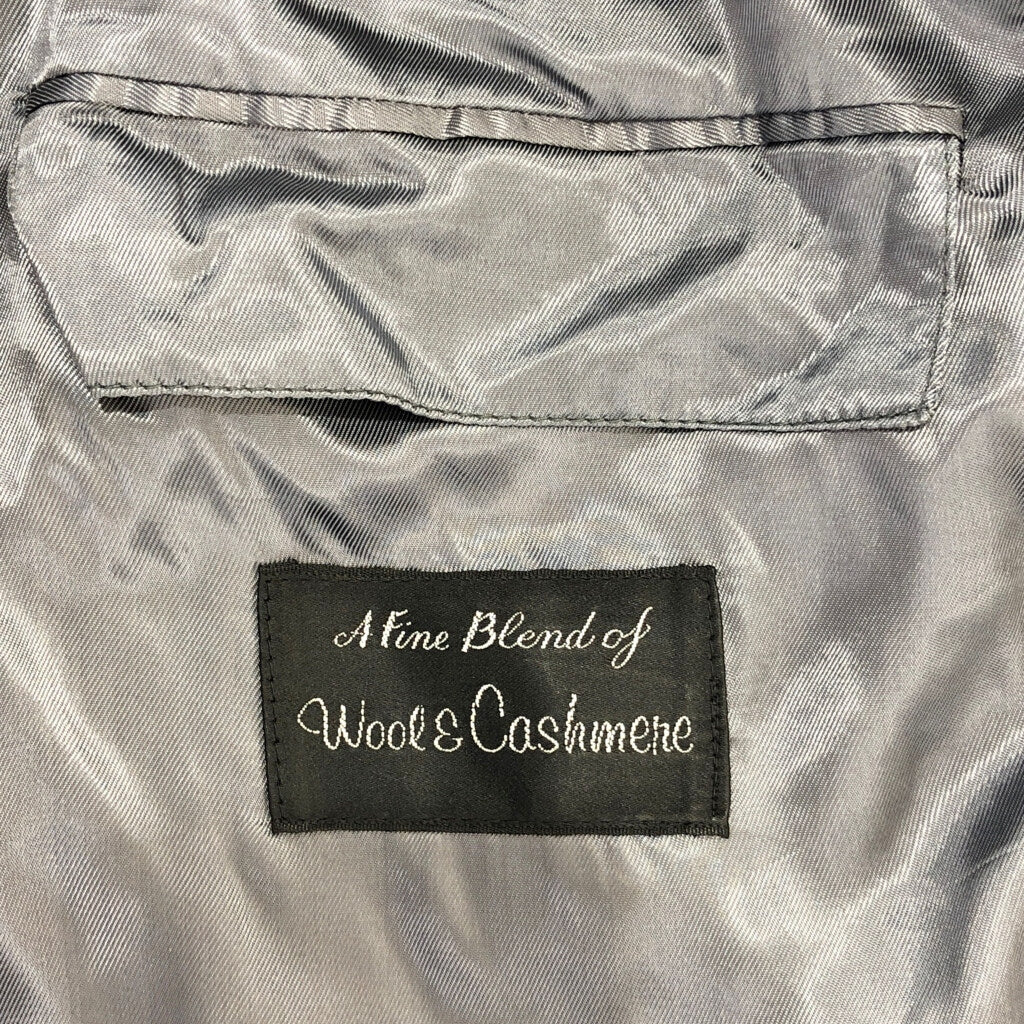 A Fine Blend of
Wool & Cashmere